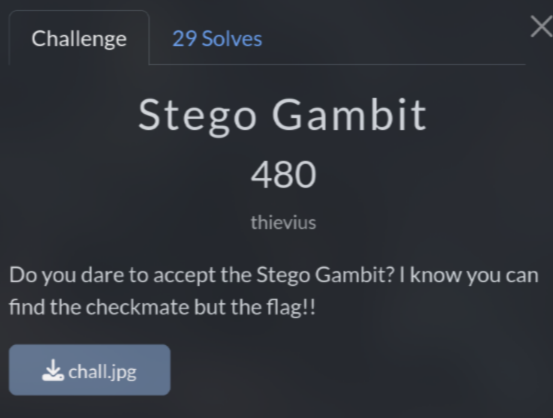 Challenge
29 Solves
Stego Gambit
480
thievius
Do you dare to accept the Stego Gambit? I know you can
find the checkmate but the flag!!
chall.jpg